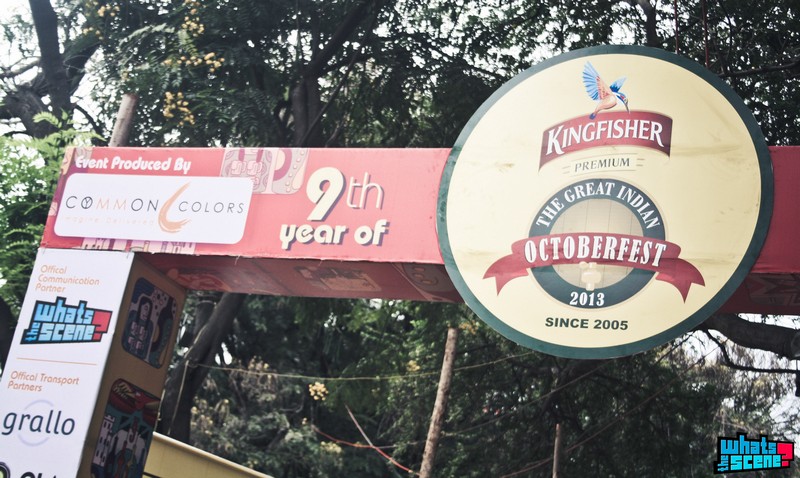 Event Produced By
COMMON COLORS
9th
year of
KINGFISHER
PREMIUM
THE GREAT INDIAN
OCTOBERFEST
2013
SINCE 2005
Offical
Communication
Partner
the
whats
scene?
Offical Transport
Partners
grallo
whats
the scene?